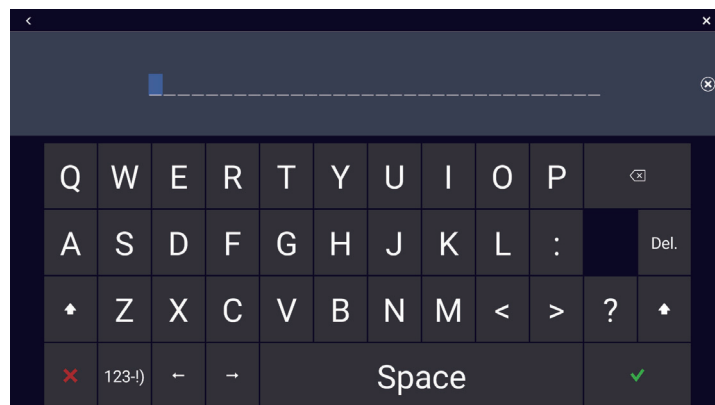 Q W E R T Y U I O P
A S D F G H J K L : Del.
Z X C V B N M < > ?
123-!) ← → Space